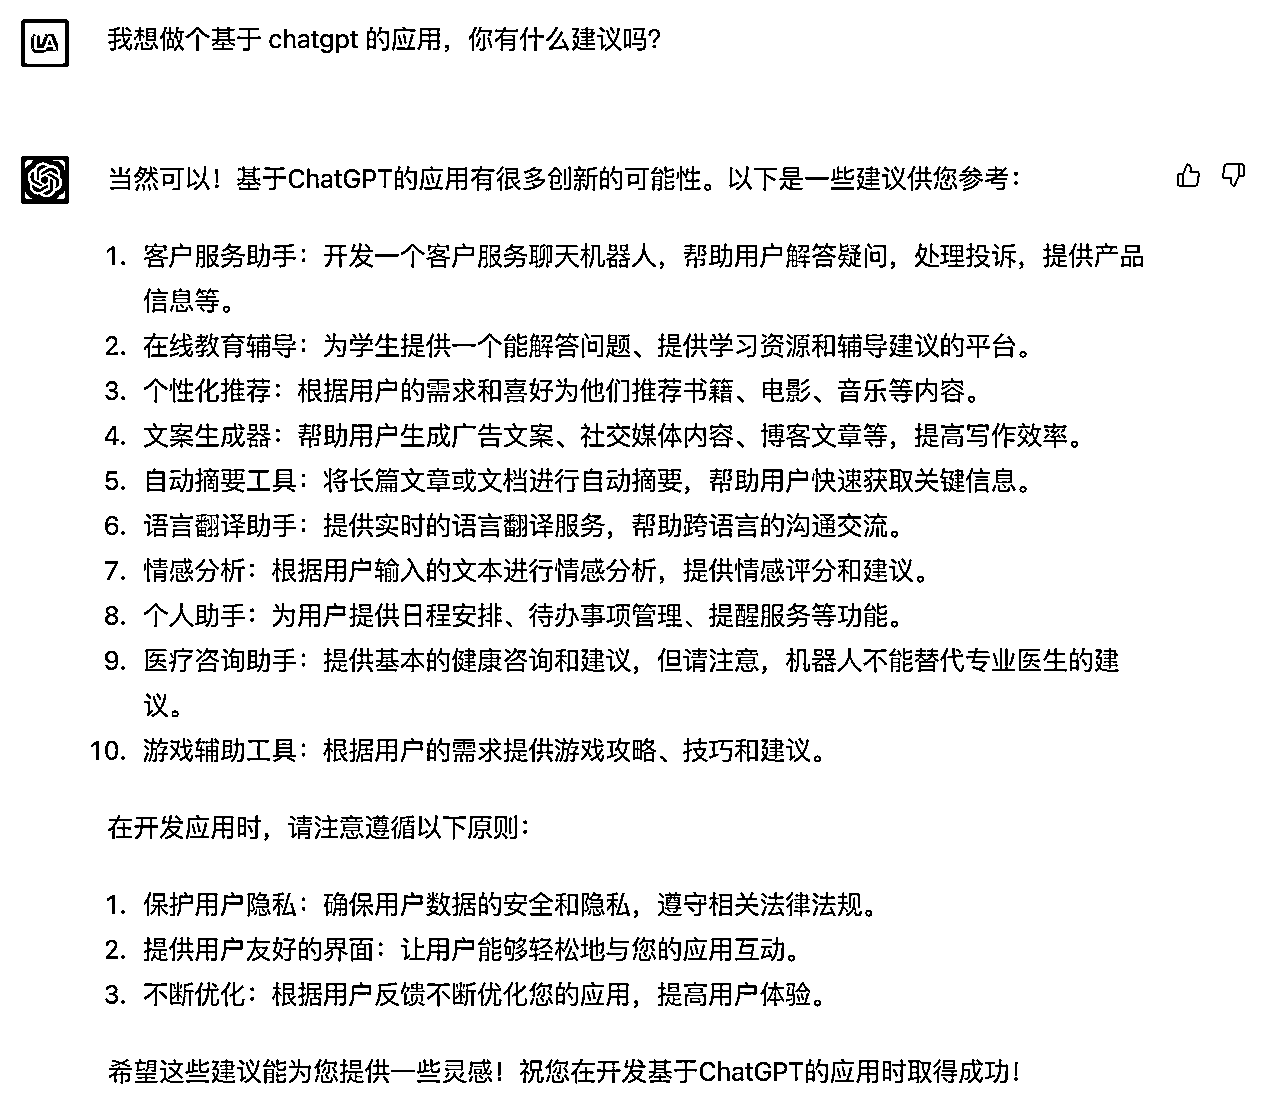 我想做个基于 chatgpt 的应用，你有什么建议吗？
当然可以！基于ChatGPT的应用有很多创新的可能性。以下是一些建议供您参考：
1. 客户服务助手：开发一个客户服务聊天机器人，帮助用户解答疑问，处理投诉，提供产品
信息等。
2. 在线教育辅导：为学生提供一个能解答问题、提供学习资源和辅导建议的平台。
3. 个性化推荐：根据用户的需求和喜好为他们推荐书籍、电影、音乐等内容。
4. 文案生成器：帮助用户生成广告文案、社交媒体内容、博客文章等，提高写作效率。
5. 自动摘要工具：将长篇文章或文档进行自动摘要，帮助用户快速获取关键信息。
6. 语言翻译助手：提供实时的语言翻译服务，帮助跨语言的沟通交流。
7. 情感分析：根据用户输入的文本进行情感分析，提供情感评分和建议。
8. 个人助手：为用户提供日程安排、待办事项管理、提醒服务等功能。
9. 医疗咨询助手：提供基本的健康咨询和建议，但请注意，机器人不能替代专业医生的建
议。
10. 游戏辅助工具：根据用户的需求提供游戏攻略、技巧和建议。
在开发应用时，请注意遵循以下原则：
1. 保护用户隐私：确保用户数据的安全和隐私，遵守相关法律法规。
2. 提供用户友好的界面：让用户能够轻松地与您的应用互动。
3. 不断优化：根据用户反馈不断优化您的应用，提高用户体验。
希望这些建议能为您提供一些灵感！祝您在开发基于ChatGPT的应用时取得成功！